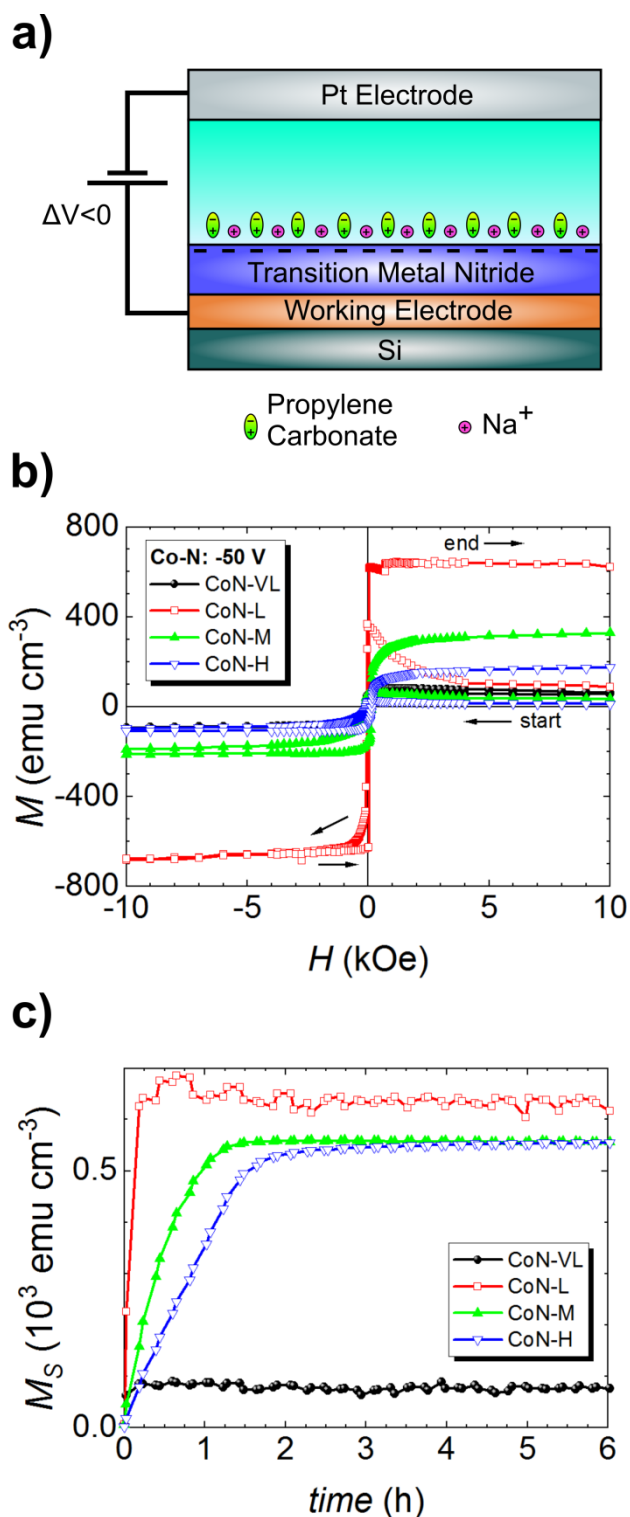 a)
Pt Electrode
ΔV<0
Transition Metal Nitride
Working Electrode
Si
Propylene
Carbonate
Na+
b)
Co-N: -50 V
CoN-VL
CoN-L
CoN-M
CoN-H
end
start
800
400
0
-400
-800
M (emu cm-3)
-10
-5
0
5
10
H (kOe)
c)
0.5
0.0
MS (103 emu cm-3)
CoN-VL
CoN-L
CoN-M
CoN-H
0
1
2
3
4
5
6
time (h)